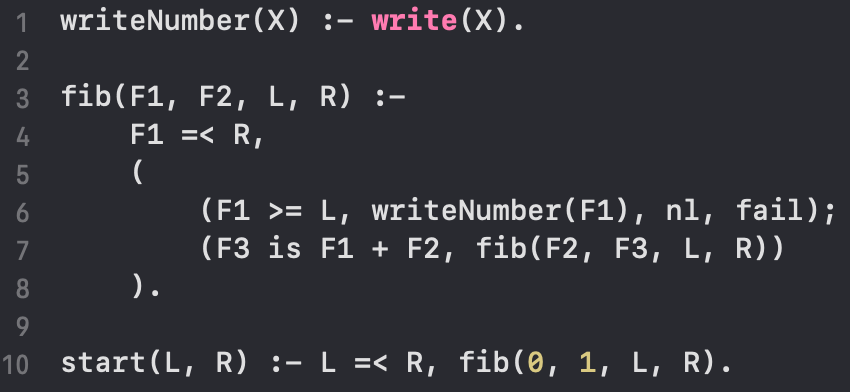 1 writeNumber(X) :- write(X).
2
3 fib(F1, F2, L, R) :-
4     F1 =< R,
5     (
6         (F1 >= L, writeNumber(F1), nl, fail);
7         (F3 is F1 + F2, fib(F2, F3, L, R))
8     ).
9
10 start(L, R) :- L =< R, fib(0, 1, L, R).